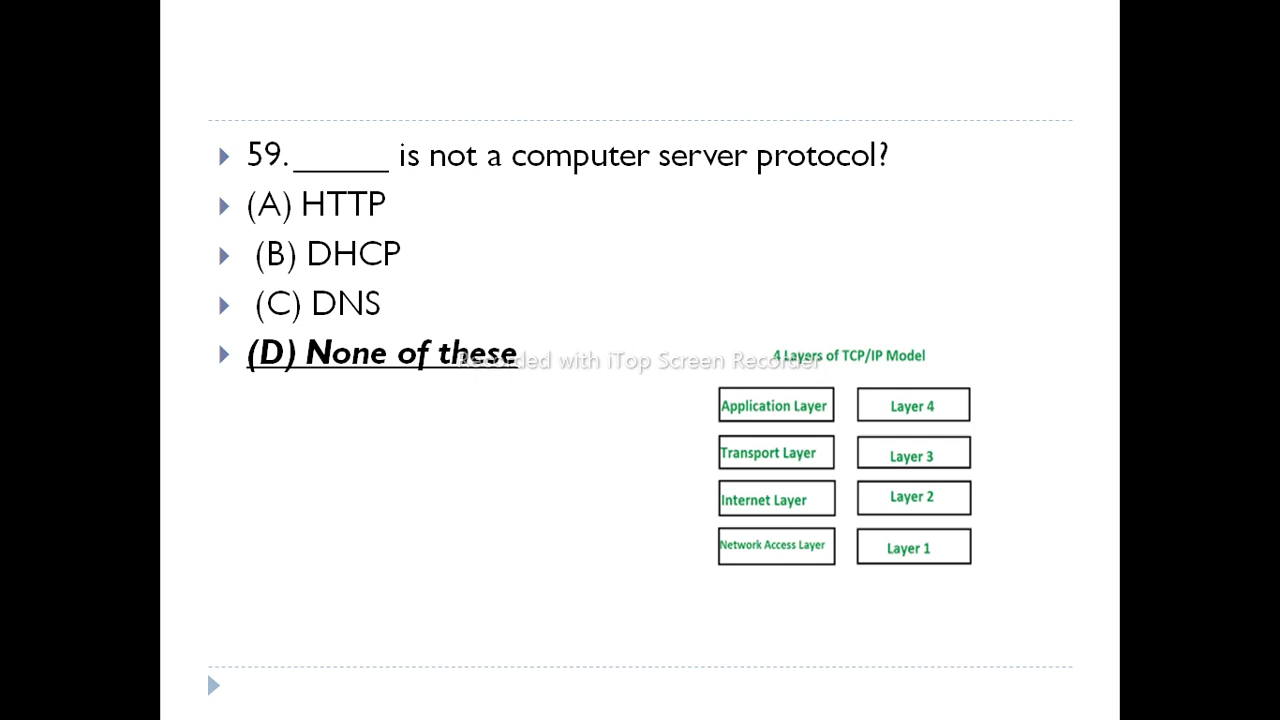 59. ______ is not a computer server protocol?
(A) HTTP
(B) DHCP
(C) DNS
(D) None of these
Recorded with iTop Screen Recorder
4 Layers of TCP/IP Model
Application Layer Layer 4
Transport Layer Layer 3
Internet Layer Layer 2
Network Access Layer Layer 1